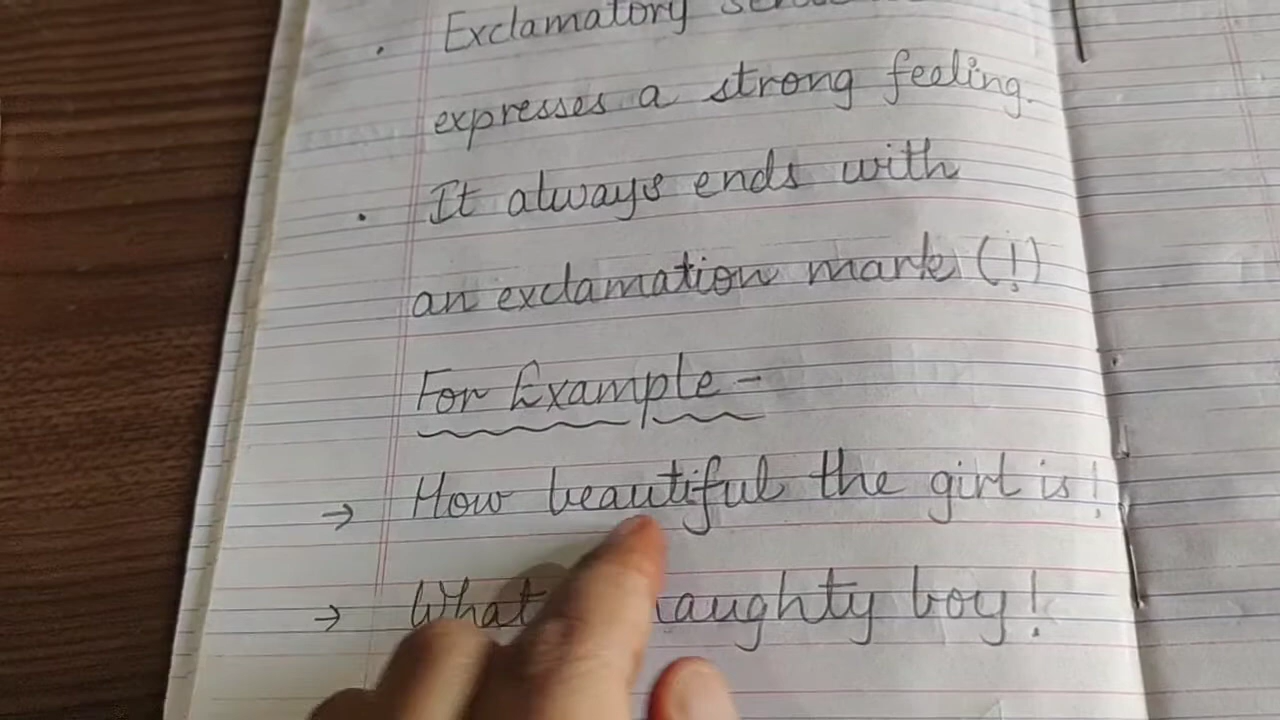 . Exclamatory
expresses a strong feeling.
. It always ends with
an exclamation mark (!)
For Example -
→ How beautiful the girl is!
→ What boy!